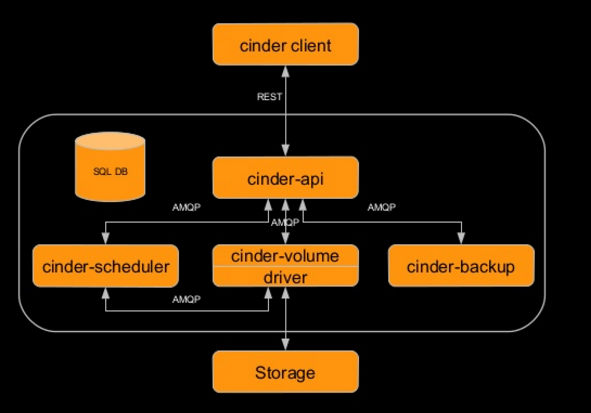 cinder client
REST
SQL DB
cinder-api
AMQP
AMQP
AMQP
cinder-scheduler
cinder-volume
driver
cinder-backup
AMQP
Storage